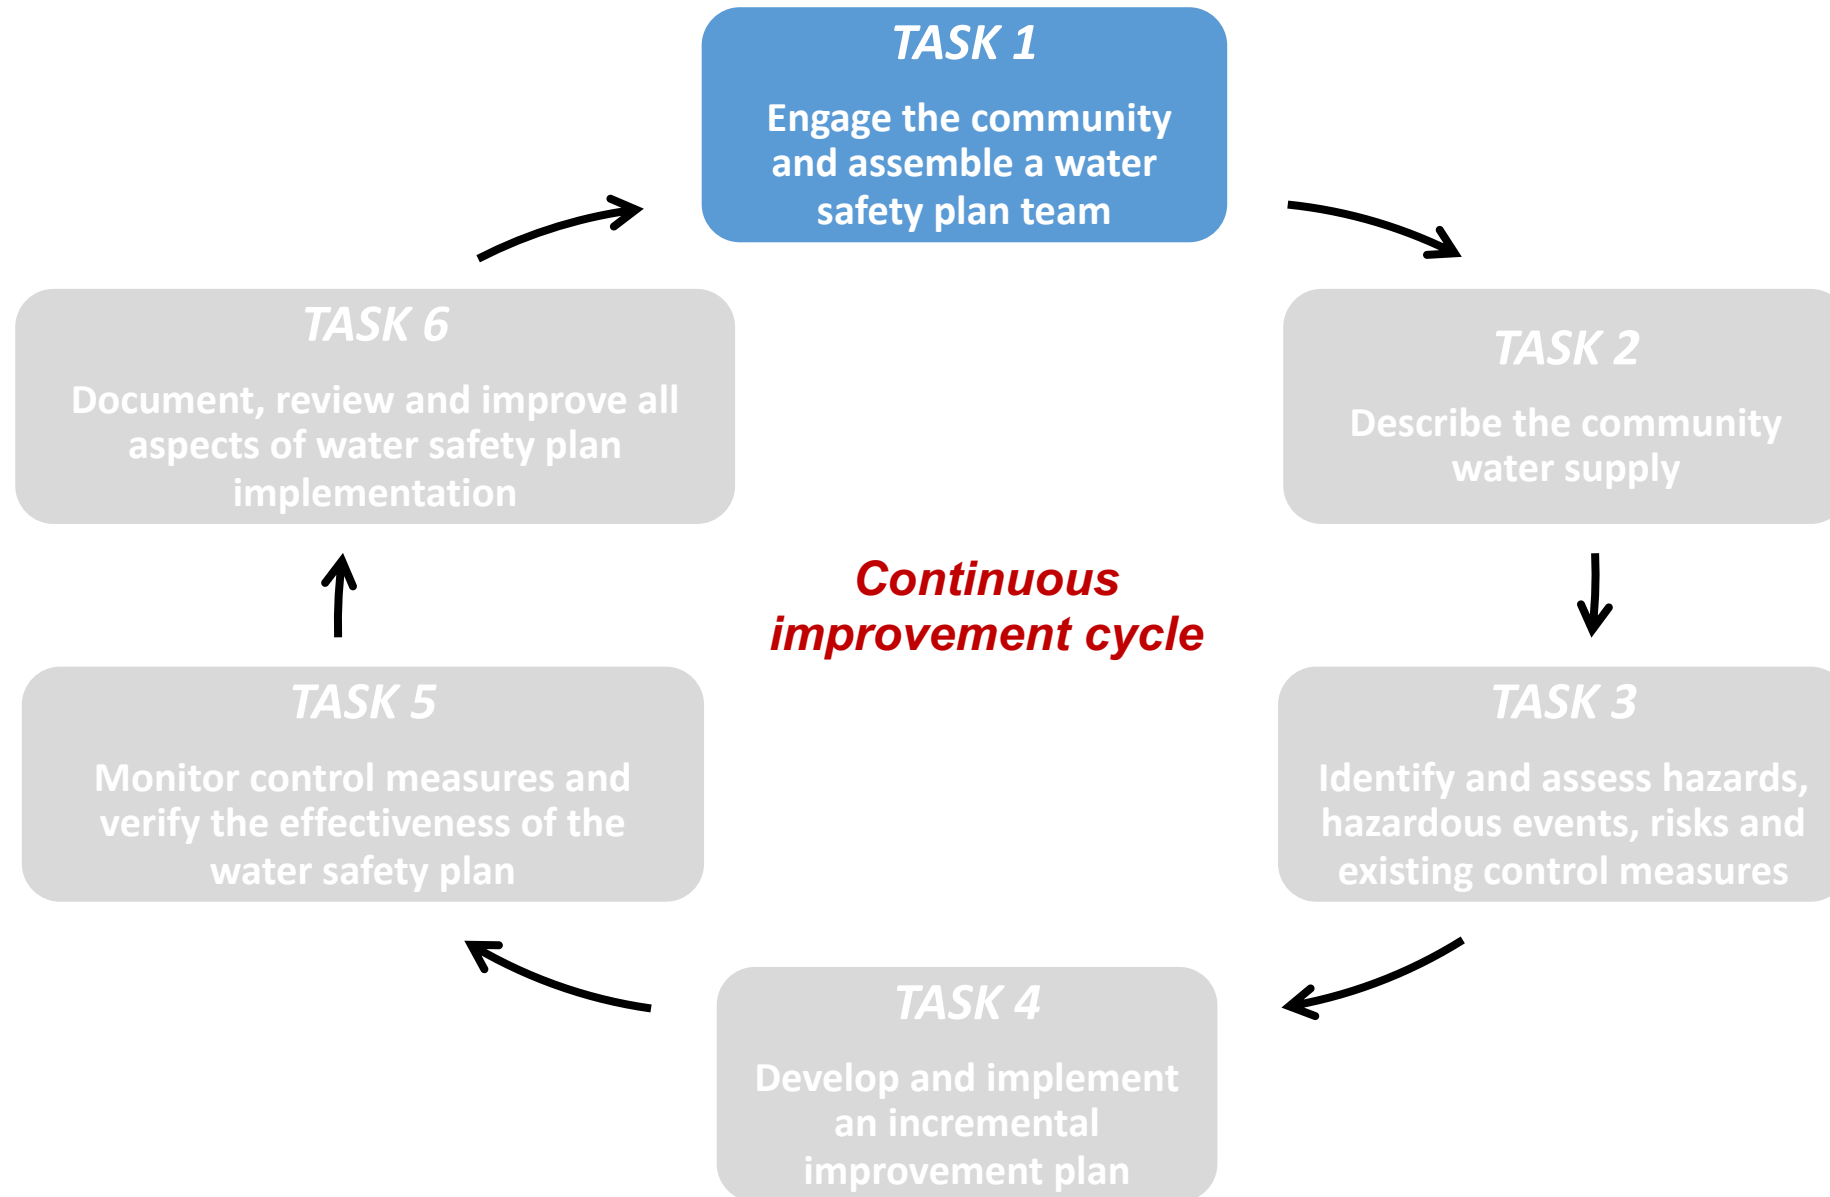 TASK 1
Engage the community
and assemble a water
safety plan team
TASK 2
Describe the community
water supply
TASK 3
Identify and assess hazards,
hazardous events, risks and
existing control measures
TASK 4
Develop and implement
an incremental
improvement plan
TASK 5
Monitor control measures and
verify the effectiveness of the
water safety plan
TASK 6
Document, review and improve all
aspects of water safety plan
implementation
Continuous
improvement cycle